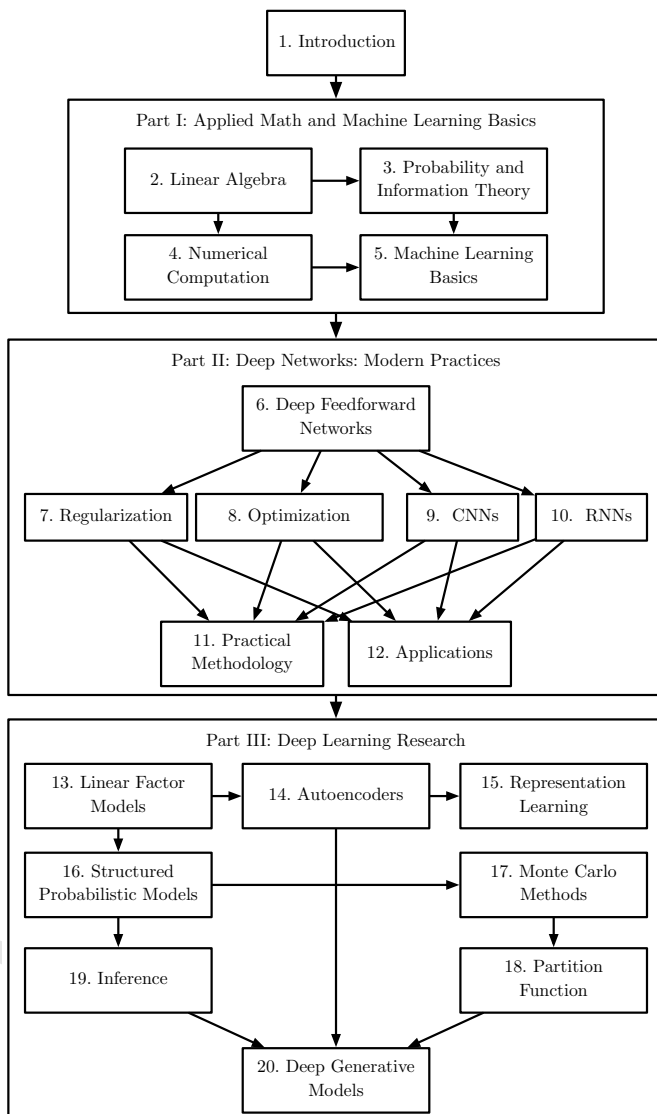 1. Introduction
Part I: Applied Math and Machine Learning Basics
2. Linear Algebra
3. Probability and
Information Theory
4. Numerical
Computation
5. Machine Learning
Basics
Part II: Deep Networks: Modern Practices
6. Deep Feedforward
Networks
7. Regularization
8. Optimization
9. CNNs
10. RNNs
11. Practical
Methodology
12. Applications
Part III: Deep Learning Research
13. Linear Factor
Models
14. Autoencoders
15. Representation
Learning
16. Structured
Probabilistic Models
17. Monte Carlo
Methods
19. Inference
18. Partition
Function
20. Deep Generative
Models